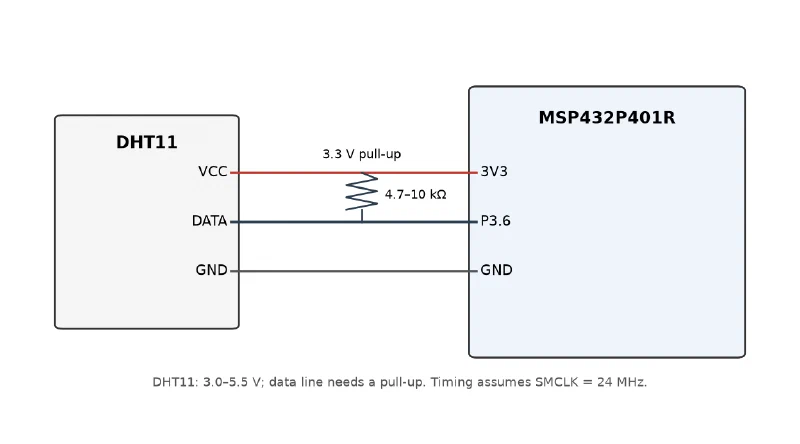 MSP432P401R
DHT11
3.3 V pull-up
VCC
3V3
4.7–10 kΩ
DATA
P3.6
GND
GND
DHT11: 3.0–5.5 V; data line needs a pull-up. Timing assumes SMCLK = 24 MHz.